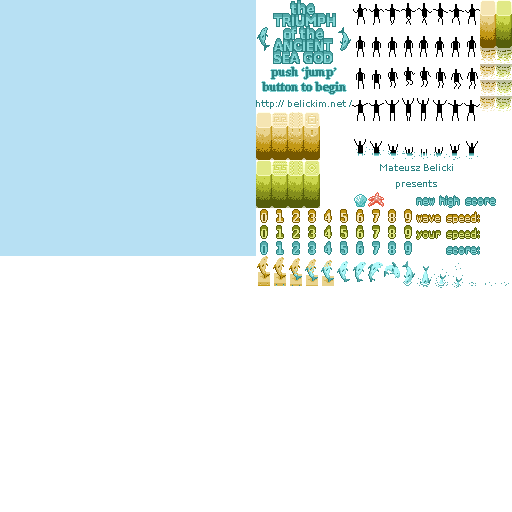 the
TRIUMPH
of the
ANCIENT
SEA GOD
push 'jump'
button to begin
http:// belickim.net /
Mateusz Belicki
presents
new high score
0 1 2 3 4 5 6 7 8 9 wave speed:
0 1 2 3 4 5 6 7 8 9 your speed:
0 1 2 3 4 5 6 7 8 9 score: